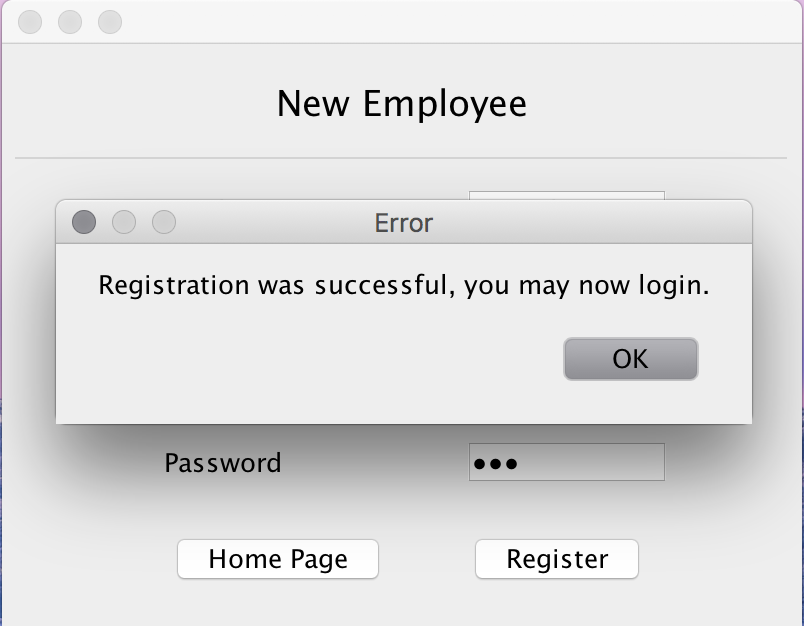 New Employee
Error
Registration was successful, you may now login.
OK
Password
Home Page
Register